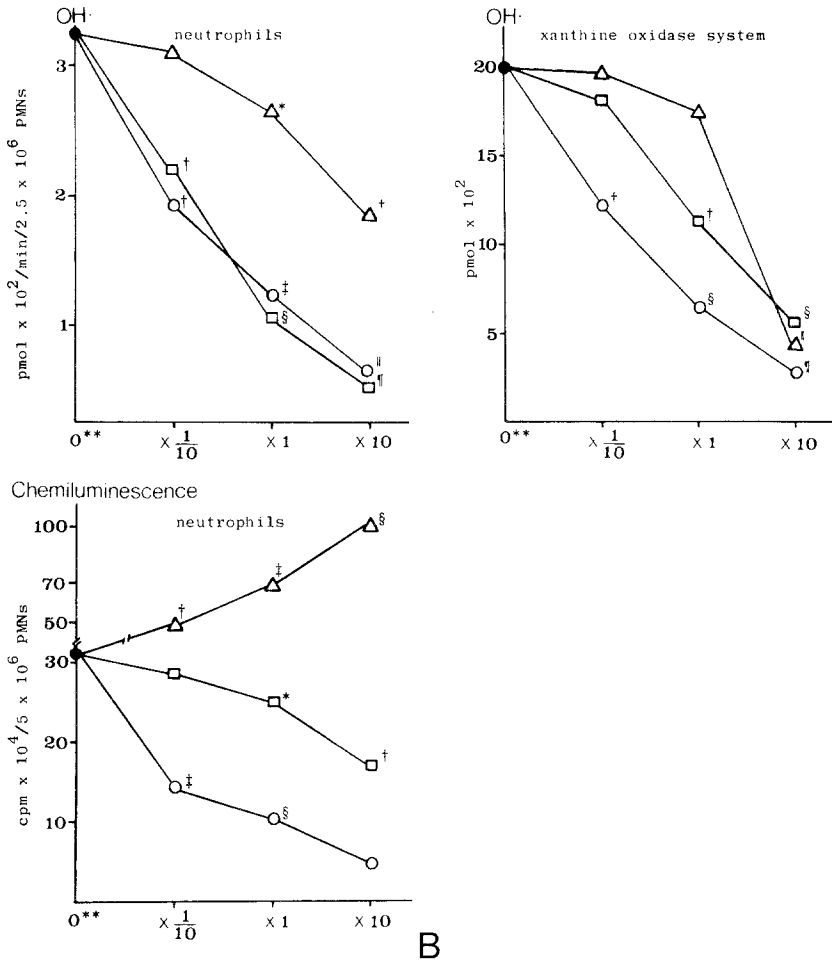 OH·
neutrophils
3
2
1
pmol x 10²/min/2.5 x 10⁶ PMNs
*
†
†
†
‡
§
‖
¶
0** × 1/10 × 1 × 10
OH·
xanthine oxidase system
20
15
10
5
pmol x 10²
†
†
§
§
¶
0** × 1/10 × 1 × 10
Chemiluminescence
neutrophils
100
70
50
30
20
10
cpm x 10⁴/5 x 10⁶ PMNs
§
‡
†
*
†
‡
§
0** × 1/10 × 1 × 10
B